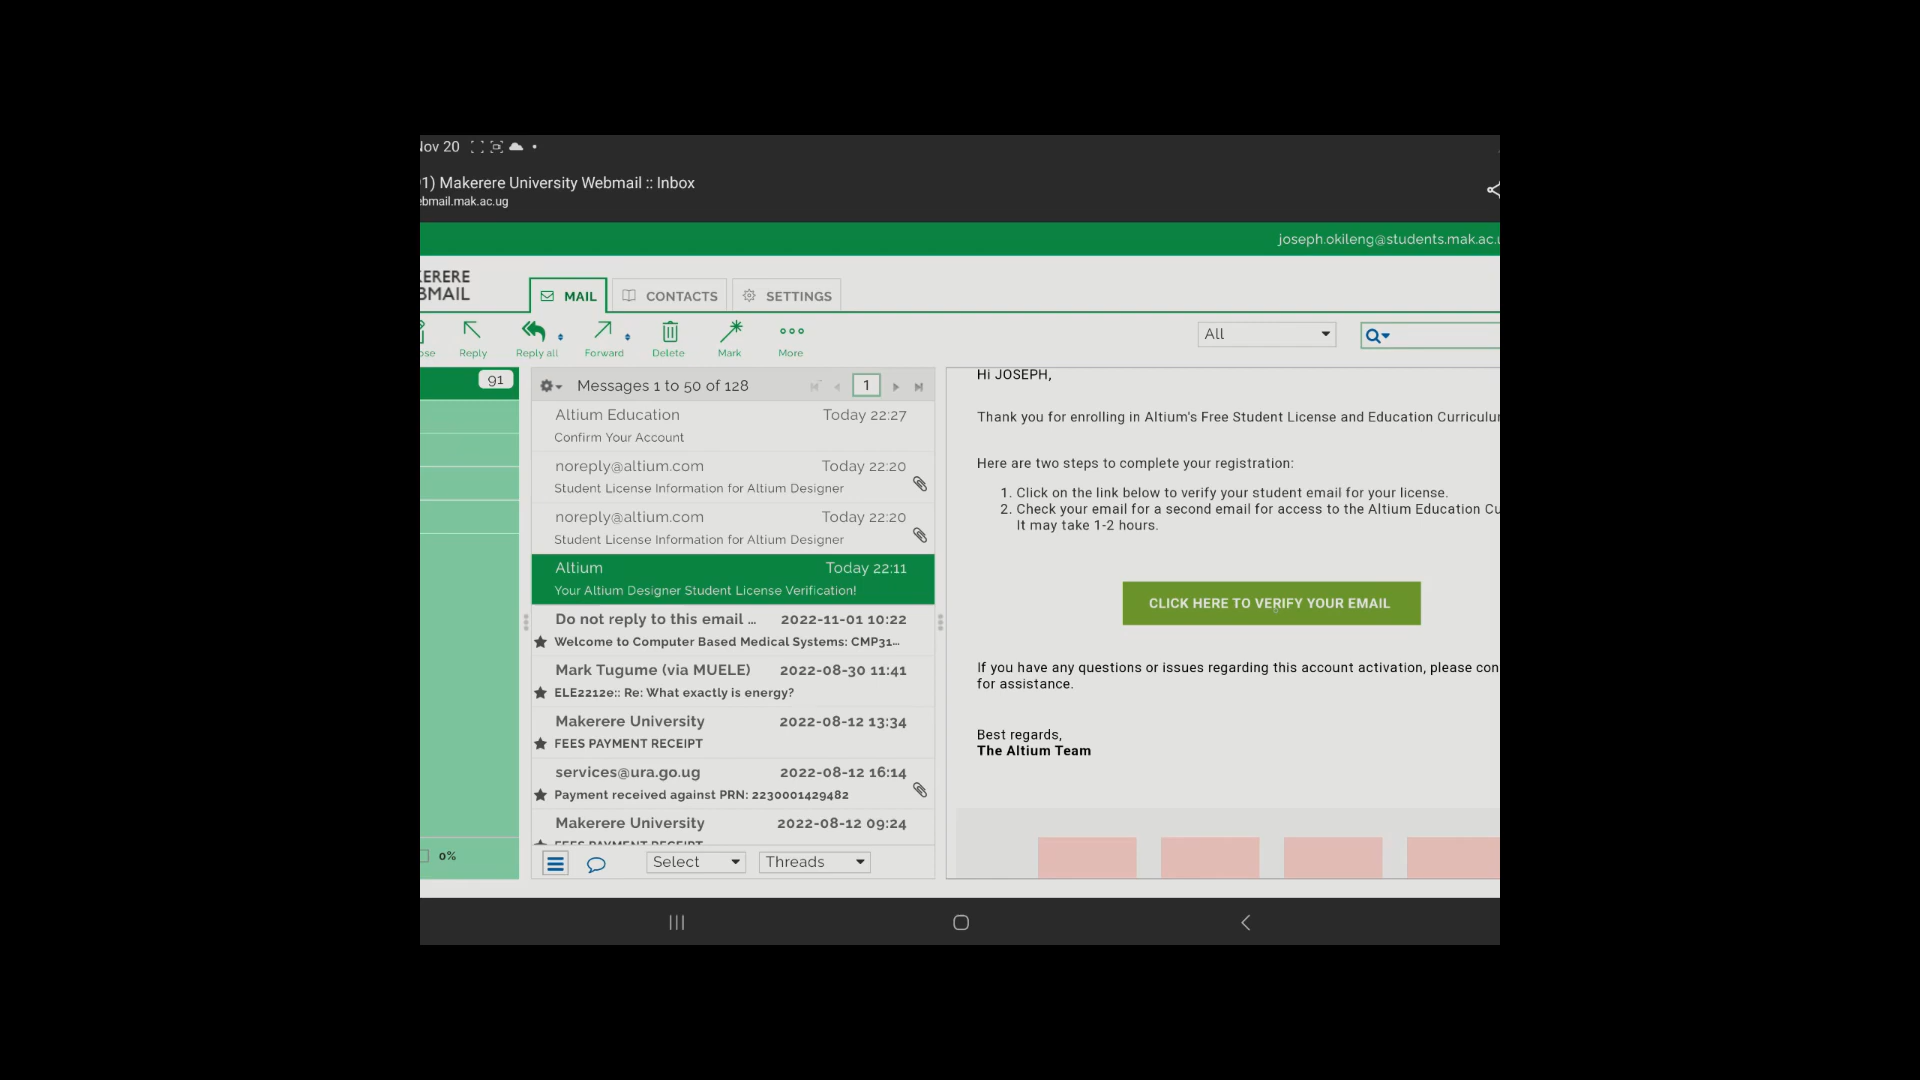 Nov 20
1) Makerere University Webmail :: Inbox
ebmail.mak.ac.ug
joseph.okileng@students.mak.ac.u
KERERE
BMAIL
MAIL
CONTACTS
SETTINGS
ose
Reply
Reply all
Forward
Delete
Mark
More
All
91
Messages 1 to 50 of 128
1
Altium Education Today 22:27
Confirm Your Account
noreply@altium.com Today 22:20
Student License Information for Altium Designer
noreply@altium.com Today 22:20
Student License Information for Altium Designer
Altium Today 22:11
Your Altium Designer Student License Verification!
Do not reply to this email ... 2022-11-01 10:22
Welcome to Computer Based Medical Systems: CMP31...
Mark Tugume (via MUELE) 2022-08-30 11:41
ELE2212e:: Re: What exactly is energy?
Makerere University 2022-08-12 13:34
FEES PAYMENT RECEIPT
services@ura.go.ug 2022-08-12 16:14
Payment received against PRN: 2230001429482
Makerere University 2022-08-12 09:24
FEES PAYMENT RECEIPT
0%
Select
Threads
Hi JOSEPH,
Thank you for enrolling in Altium's Free Student License and Education Curriculu
Here are two steps to complete your registration:
1. Click on the link below to verify your student email for your license.
2. Check your email for a second email for access to the Altium Education Cu
It may take 1-2 hours.
CLICK HERE TO VERIFY YOUR EMAIL
If you have any questions or issues regarding this account activation, please con
for assistance.
Best regards,
The Altium Team